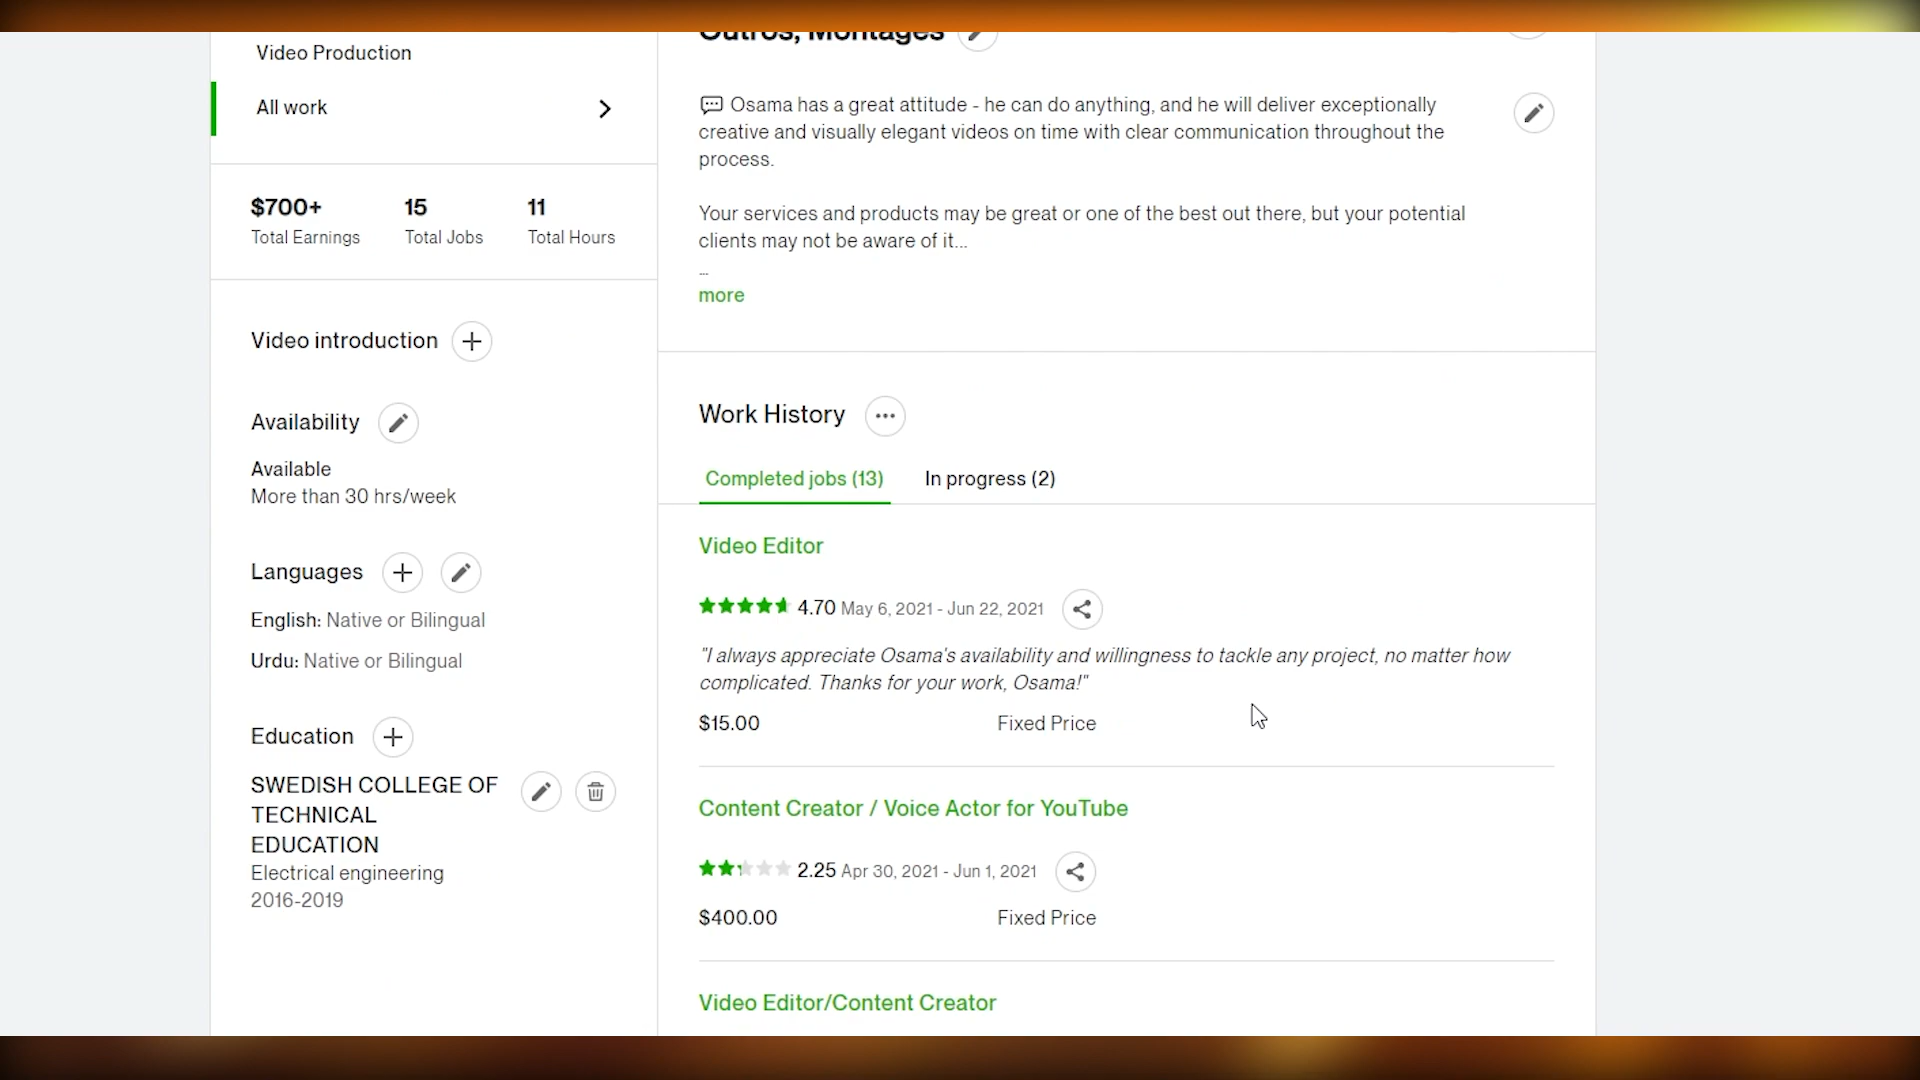 Video Production
All work
$700+
15
11
Total Earnings
Total Jobs
Total Hours
Video introduction
Availability
Available
More than 30 hrs/week
Languages
English: Native or Bilingual
Urdu: Native or Bilingual
Education
SWEDISH COLLEGE OF
TECHNICAL
EDUCATION
Electrical engineering
2016-2019
Outros, Montages
Osama has a great attitude - he can do anything, and he will deliver exceptionally
creative and visually elegant videos on time with clear communication throughout the
process.
Your services and products may be great or one of the best out there, but your potential
clients may not be aware of it...
...
more
Work History
Completed jobs (13)
In progress (2)
Video Editor
4.70 May 6, 2021 - Jun 22, 2021
"I always appreciate Osama's availability and willingness to tackle any project, no matter how
complicated. Thanks for your work, Osama!"
$15.00
Fixed Price
Content Creator / Voice Actor for YouTube
2.25 Apr 30, 2021 - Jun 1, 2021
$400.00
Fixed Price
Video Editor/Content Creator